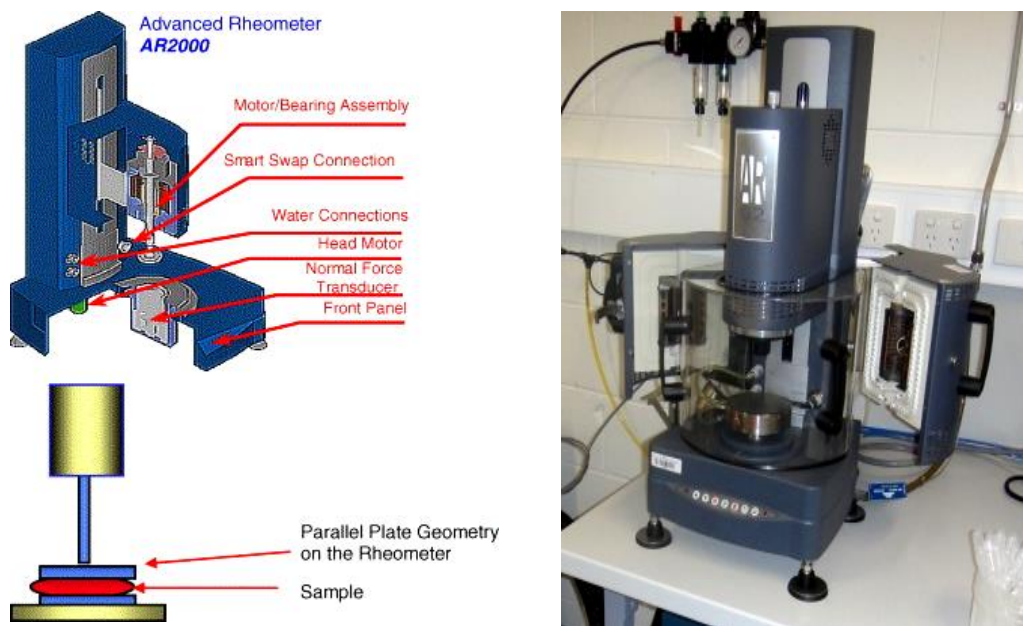 Advanced Rheometer
AR2000
Motor/Bearing Assembly
Smart Swap Connection
Water Connections
Head Motor
Normal Force
Transducer
Front Panel
Parallel Plate Geometry
on the Rheometer
Sample
AR
G2